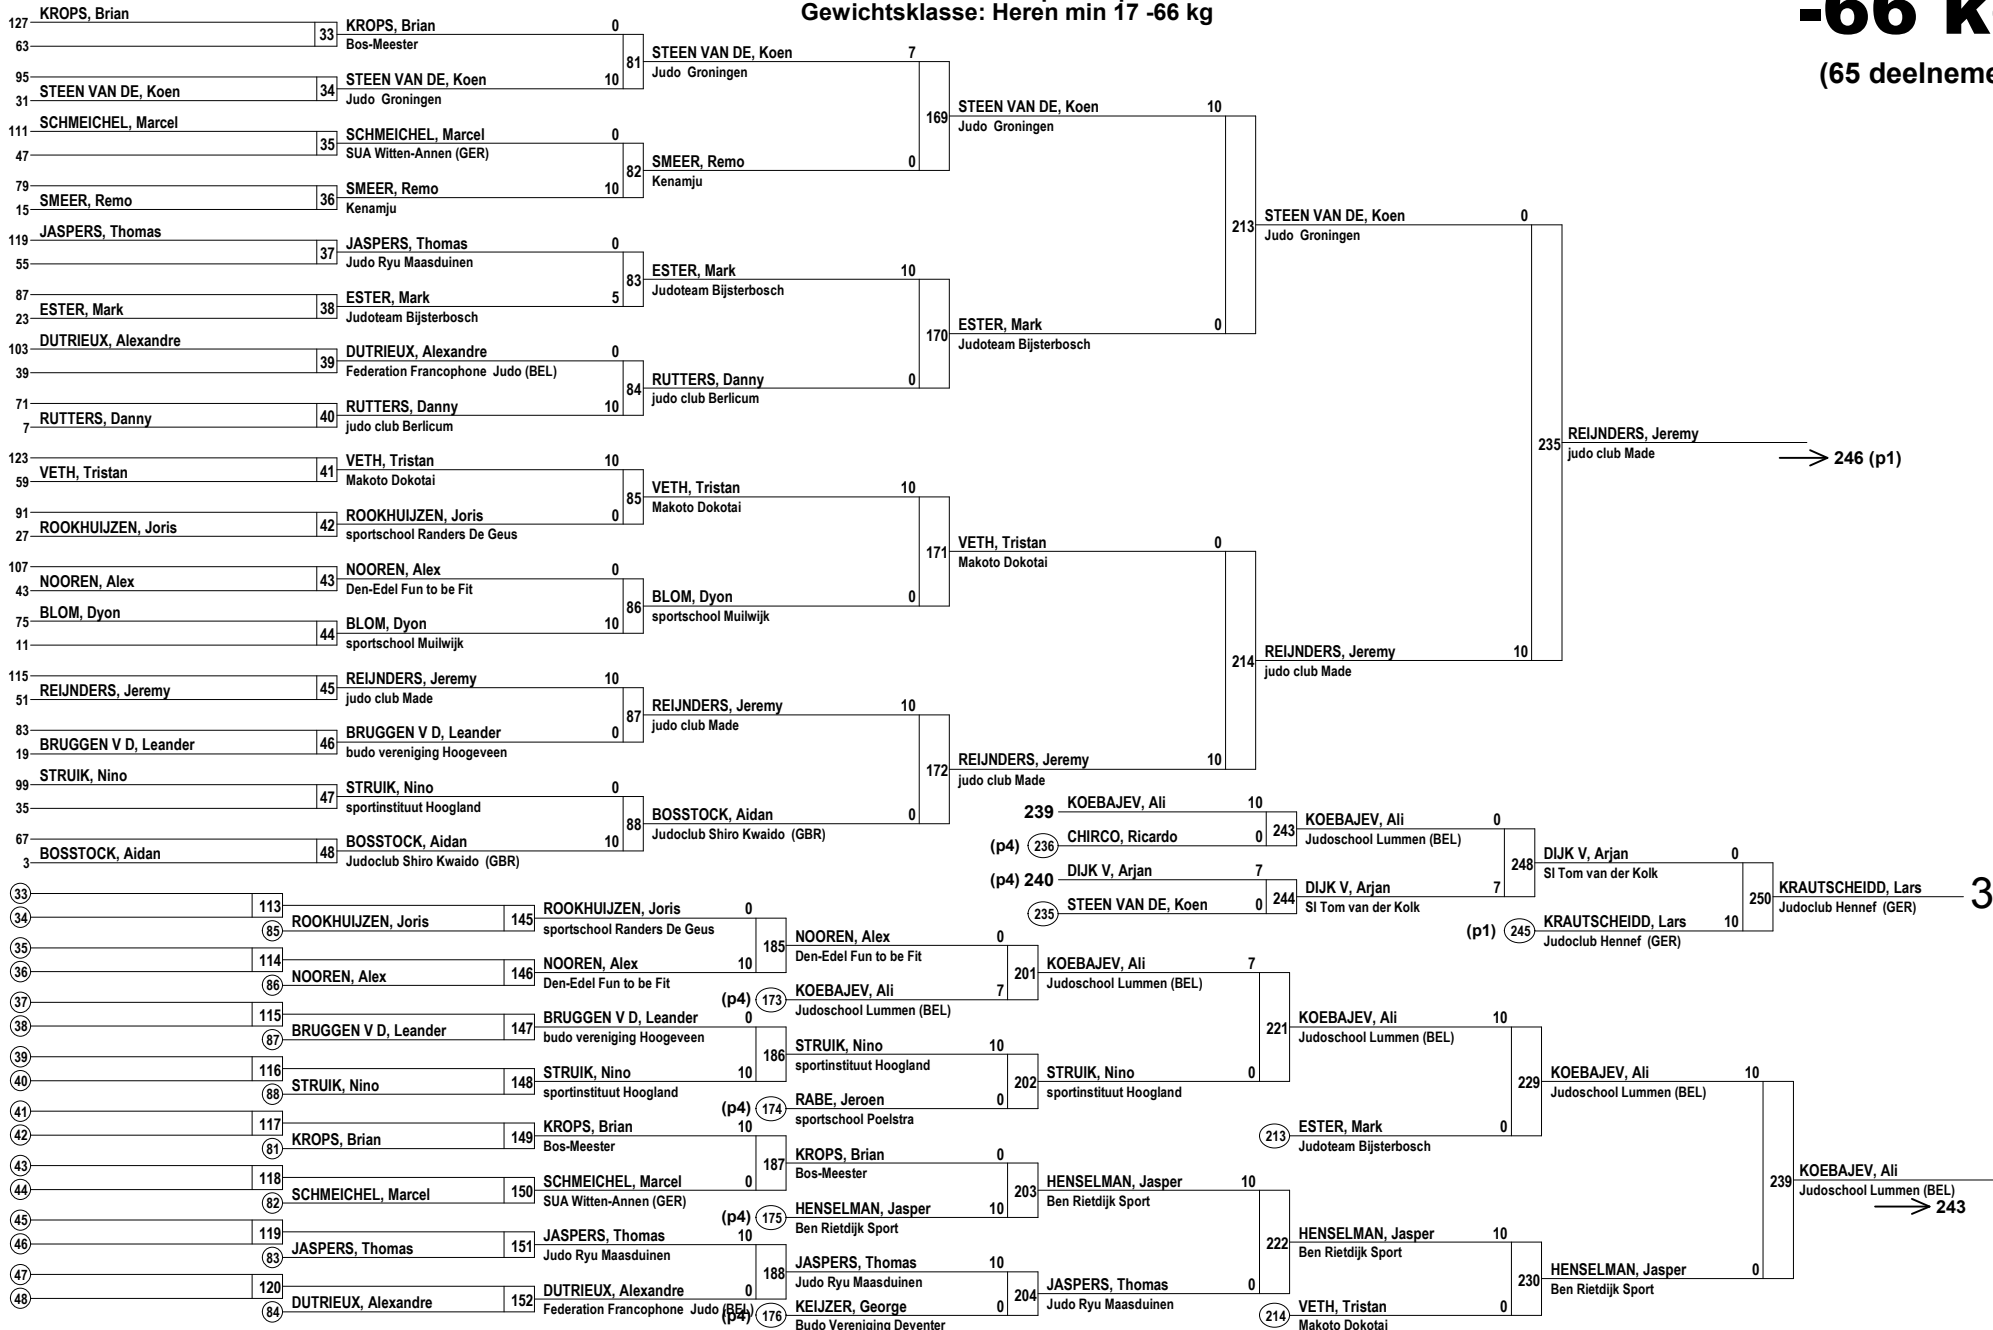 Gewichtsklasse: Heren min 17 -66 kg
-66 k
(65 deelneme
127 KROPS, Brian
63
33
95
31 STEEN VAN DE, Koen
34
111 SCHMEICHEL, Marcel
47
35
79
15 SMEER, Remo
36
119 JASPERS, Thomas
55
37
87
23 ESTER, Mark
38
103 DUTRIEUX, Alexandre
39
39
71
7 RUTTERS, Danny
40
123
59 VETH, Tristan
41
91
27 ROOKHUIJZEN, Joris
42
107
43 NOOREN, Alex
43
75 BLOM, Dyon
11
44
115
51 REIJNDERS, Jeremy
45
83
19 BRUGGEN V D, Leander
46
99 STRUIK, Nino
35
47
67
3 BOSSTOCK, Aidan
48
KROPS, Brian 0
Bos-Meester
81
STEEN VAN DE, Koen 10
Judo Groningen
SCHMEICHEL, Marcel 0
SUA Witten-Annen (GER)
82
SMEER, Remo 10
Kenamju
JASPERS, Thomas 0
Judo Ryu Maasduinen
83
ESTER, Mark 5
Judoteam Bijsterbosch
DUTRIEUX, Alexandre 0
Federation Francophone Judo (BEL)
84
RUTTERS, Danny 10
judo club Berlicum
VETH, Tristan 10
Makoto Dokotai
85
ROOKHUIJZEN, Joris 0
sportschool Randers De Geus
NOOREN, Alex 0
Den-Edel Fun to be Fit
86
BLOM, Dyon 10
sportschool Muilwijk
REIJNDERS, Jeremy 10
judo club Made
87
BRUGGEN V D, Leander 0
budo vereniging Hoogeveen
STRUIK, Nino 0
sportinstituut Hoogland
88
BOSSTOCK, Aidan 10
Judoclub Shiro Kwaido (GBR)
STEEN VAN DE, Koen 7
Judo Groningen
169
SMEER, Remo 0
Kenamju
ESTER, Mark 10
Judoteam Bijsterbosch
170
RUTTERS, Danny 0
judo club Berlicum
VETH, Tristan 10
Makoto Dokotai
171
BLOM, Dyon 0
sportschool Muilwijk
REIJNDERS, Jeremy 10
judo club Made
172
BOSSTOCK, Aidan 0
Judoclub Shiro Kwaido (GBR)
STEEN VAN DE, Koen 10
Judo Groningen
213
ESTER, Mark 0
Judoteam Bijsterbosch
VETH, Tristan 0
Makoto Dokotai
214
REIJNDERS, Jeremy 10
judo club Made
STEEN VAN DE, Koen 0
Judo Groningen
235
REIJNDERS, Jeremy 10
judo club Made
REIJNDERS, Jeremy
judo club Made
246 (p1)
239 KOEBAJEV, Ali 10
243
(p4) 236 CHIRCO, Ricardo 0
(p4) 240 DIJK V, Arjan 7
244
235 STEEN VAN DE, Koen 0
KOEBAJEV, Ali 0
Judoschool Lummen (BEL)
248
DIJK V, Arjan 7
SI Tom van der Kolk
DIJK V, Arjan 0
SI Tom van der Kolk
250
(p1) 245 KRAUTSCHEIDD, Lars 10
Judoclub Hennef (GER)
KRAUTSCHEIDD, Lars 3
Judoclub Hennef (GER)
33
34
113
85 ROOKHUIJZEN, Joris
145
35
36
114
86 NOOREN, Alex
146
37
38
115
87 BRUGGEN V D, Leander
147
39
40
116
88 STRUIK, Nino
148
41
42
117
81 KROPS, Brian
149
43
44
118
82 SCHMEICHEL, Marcel
150
45
46
119
83 JASPERS, Thomas
151
47
48
120
84 DUTRIEUX, Alexandre
152
ROOKHUIJZEN, Joris 0
sportschool Randers De Geus
185
NOOREN, Alex 10
Den-Edel Fun to be Fit
BRUGGEN V D, Leander 0
budo vereniging Hoogeveen
186
STRUIK, Nino 10
sportinstituut Hoogland
KROPS, Brian 10
Bos-Meester
187
SCHMEICHEL, Marcel 0
SUA Witten-Annen (GER)
JASPERS, Thomas 10
Judo Ryu Maasduinen
188
DUTRIEUX, Alexandre 0
Federation Francophone Judo (BEL)
NOOREN, Alex 0
Den-Edel Fun to be Fit
201
(p4) 173 KOEBAJEV, Ali 7
Judoschool Lummen (BEL)
STRUIK, Nino 10
sportinstituut Hoogland
202
(p4) 174 RABE, Jeroen 0
sportschool Poelstra
KROPS, Brian 0
Bos-Meester
203
(p4) 175 HENSELMAN, Jasper 10
Ben Rietdijk Sport
JASPERS, Thomas 10
Judo Ryu Maasduinen
204
(p4) 176 KEIJZER, George 0
Budo Vereniging Deventer
KOEBAJEV, Ali 7
Judoschool Lummen (BEL)
221
STRUIK, Nino 0
sportinstituut Hoogland
HENSELMAN, Jasper 10
Ben Rietdijk Sport
222
JASPERS, Thomas 0
Judo Ryu Maasduinen
KOEBAJEV, Ali 10
Judoschool Lummen (BEL)
229
213 ESTER, Mark 0
Judoteam Bijsterbosch
HENSELMAN, Jasper 10
Ben Rietdijk Sport
230
214 VETH, Tristan 0
Makoto Dokotai
KOEBAJEV, Ali 10
Judoschool Lummen (BEL)
239
HENSELMAN, Jasper 0
Ben Rietdijk Sport
KOEBAJEV, Ali
Judoschool Lummen (BEL)
243